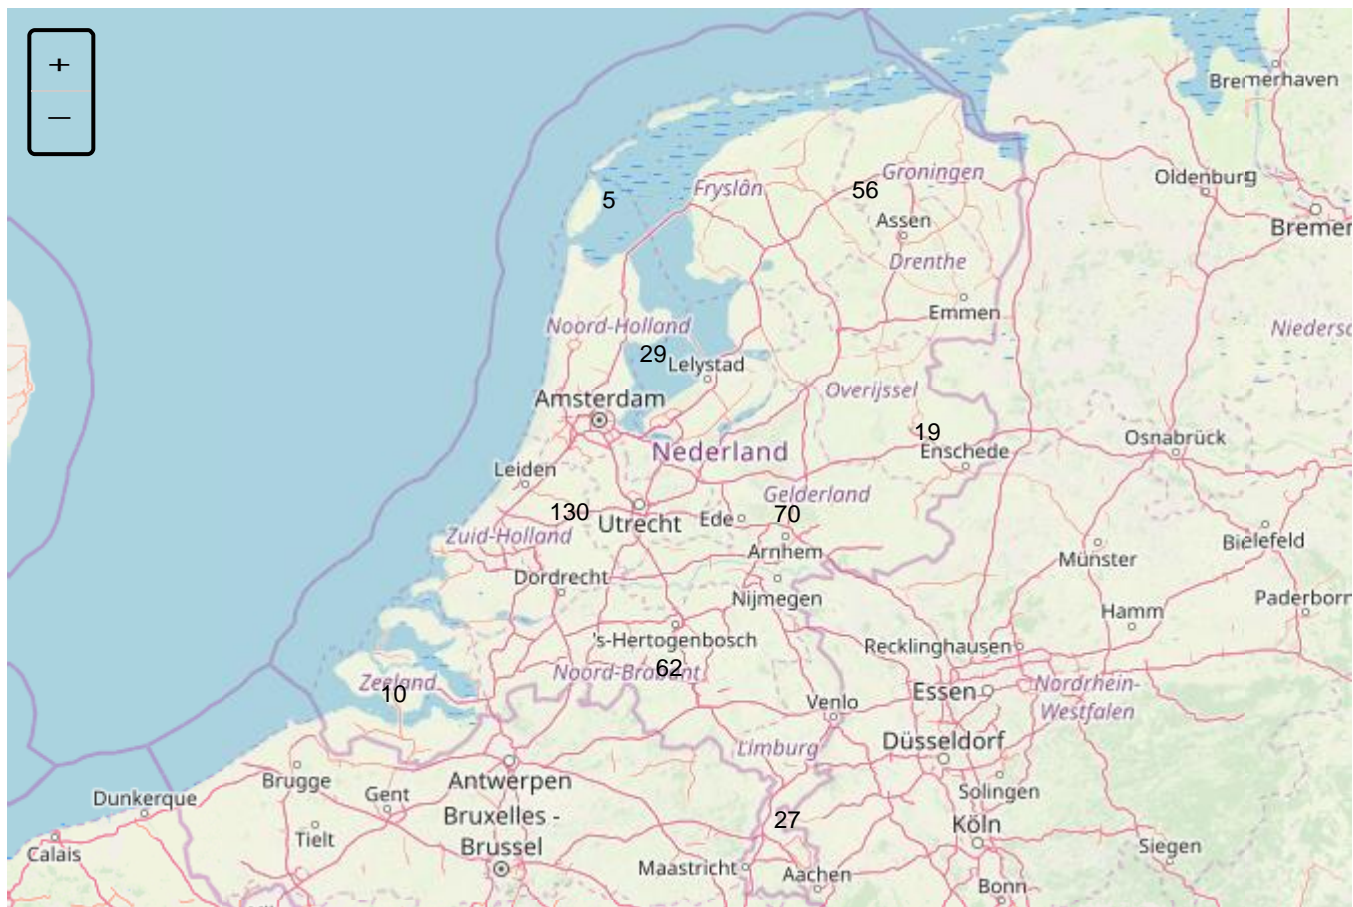 +
−
Bremerhaven
Groningen
Oldenburg
Fryslân
56
5
Assen
Bremer
Drenthe
Emmen
Noord-Holland
Niedersa
29
Lelystad
Overijssel
Amsterdam
19
Osnabrück
Nederland
Enschede
Leiden
Gelderland
130
70
Utrecht
Ede
Zuid-Holland
Bielefeld
Arnhem
Münster
Dordrecht
Nijmegen
Paderborn
Hamm
's-Hertogenbosch
Recklinghausen
62
Noord-Brabant
Zeeland
10
Essen
Nordrhein-
Westfalen
Venlo
Düsseldorf
Limburg
Brugge
Antwerpen
Solingen
Dunkerque
Gent
Bruxelles -
Brussel
27
Köln
Tielt
Calais
Siegen
Maastricht
Aachen
Bonn